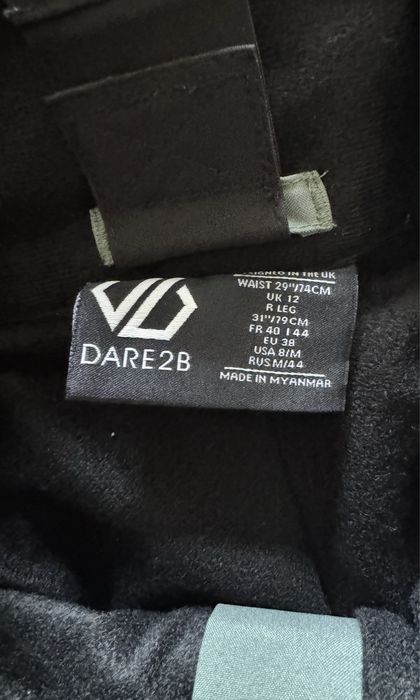 DESIGNED IN THE UK
WAIST 29"/74CM
UK 12
R LEG
31"/79CM
FR 40 I 44
EU 38
USA 8/M
RUS M/44
MADE IN MYANMAR
DARE2B